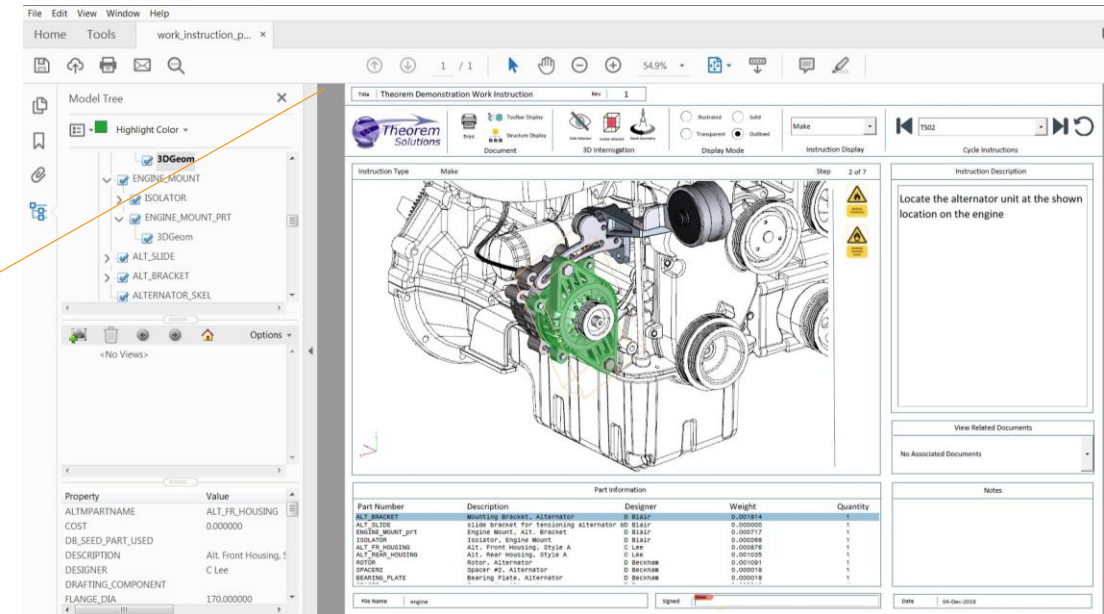 File Edit View Window Help
Home Tools work_instruction_p... ×
1 / 1 54.9%
Model Tree ×
Highlight Color
3DGeom
ENGINE_MOUNT
ISOLATOR
ENGINE_MOUNT_PRT
3DGeom
ALT_SLIDE
ALT_BRACKET
ALTERNATOR_SKEL
Options
<No Views>
Property Value
ALTMPARTNAME ALT_FR_HOUSING
COST 0.000000
DB_SEED_PART_USED
DESCRIPTION Alt. Front Housing, S
DESIGNER C Lee
DRAFTING_COMPONENT
FLANGE_DIA 170.000000
Title Theorem Demonstration Work Instruction Rev 1
Theorem Solutions
Print Toolbar Display
Structure Display
Document
3D Interrogation
Illustrated Solid
Transparent Outlined
Display Mode
Make
Instruction Display
TS02
Cycle Instructions
Instruction Type Make Step 2 of 7
Instruction Description
Locate the alternator unit at the shown
location on the engine
View Related Documents
No Associated Documents
Notes
Part Information
Part Number Description Designer Weight Quantity
ALT_BRACKET Mounting Bracket, Alternator D Blair 0.001814 1
ALT_SLIDE slide bracket for tensioning alternator bD Blair 0.000000 1
ENGINE_MOUNT_prt Engine Mount, Alt. Bracket D Blair 0.000717 1
ISOLATOR Isolator, Engine Mount D Blair 0.000268 1
ALT_FR_HOUSING Alt. Front Housing, Style A C Lee 0.000876 1
ALT_REAR_HOUSING Alt. Rear Housing, Style A C Lee 0.001035 1
ROTOR Rotor, Alternator D Beckham 0.001091 1
SPACER2 Spacer #2, Alternator D Beckham 0.000018 1
BEARING_PLATE Bearing Plate, Alternator D Beckham 0.000018 1
File Name engine Signed Date 04-Dec-2018